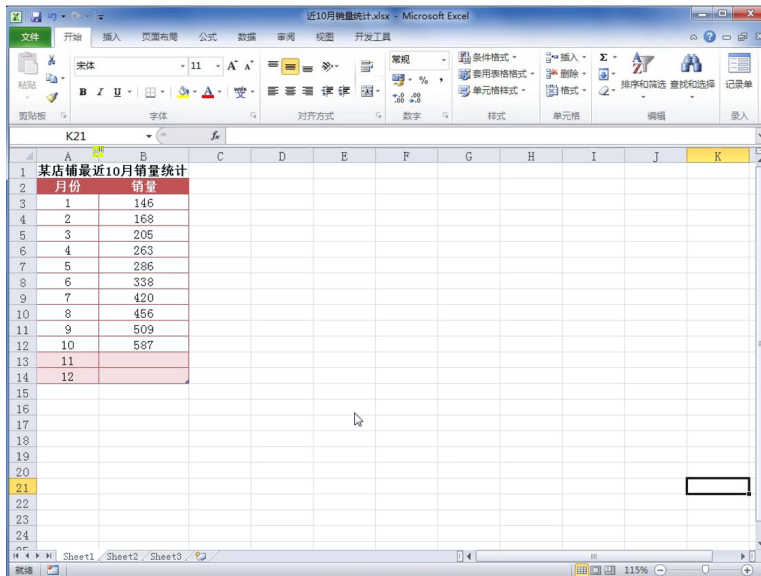 近10月销量统计.xlsx - Microsoft Excel
文件 开始 插入 页面布局 公式 数据 审阅 视图 开发工具
宋体 11 A A 常规 条件格式 插入 Σ
粘贴 套用表格格式 删除 排序和筛选 查找和选择 记录单
B I U A 变 % , 单元格样式 格式
剪贴板 字体 对齐方式 数字 样式 单元格 编辑 录入
K21 fx
A B C D E F G H I J K
1 某店铺最近10月销量统计
2 月份 销量
3 1 146
4 2 168
5 3 205
6 4 263
7 5 286
8 6 338
9 7 420
10 8 456
11 9 509
12 10 587
13 11
14 12
15
16
17
18
19
20
21
22
23
24
25
Sheet1 Sheet2 Sheet3
就绪 115%